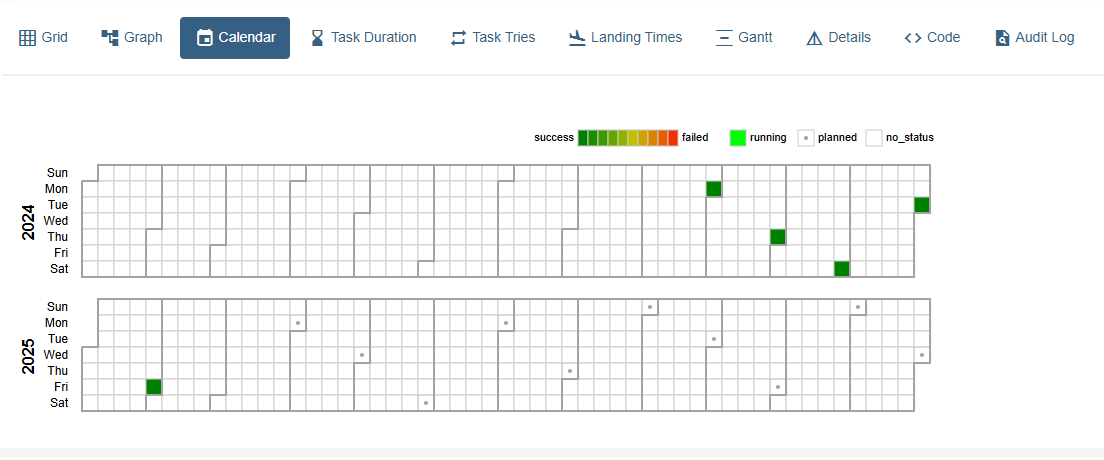 Grid Graph Calendar Task Duration Task Tries Landing Times Gantt Details Code Audit Log
success failed running planned no_status
2024
Sun
Mon
Tue
Wed
Thu
Fri
Sat
2025
Sun
Mon
Tue
Wed
Thu
Fri
Sat